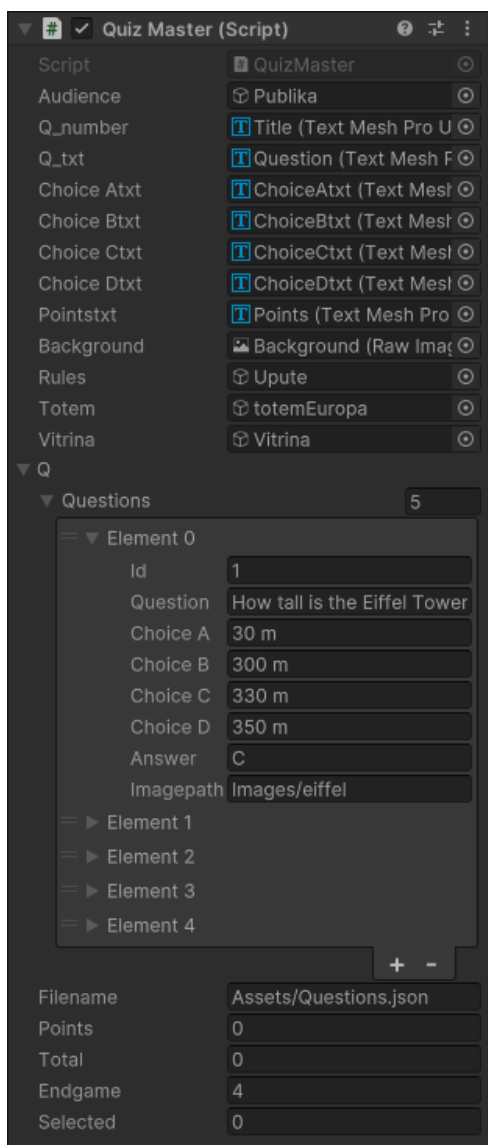 # Quiz Master (Script)
Script # QuizMaster
Audience Publika
Q_number Title (Text Mesh Pro U
Q_txt Question (Text Mesh P
Choice Atxt ChoiceAtxt (Text Mesh
Choice Btxt ChoiceBtxt (Text Mesh
Choice Ctxt ChoiceCtxt (Text Mesh
Choice Dtxt ChoiceDtxt (Text Mesh
Pointstxt Points (Text Mesh Pro
Background Background (Raw Imag
Rules Upute
Totem totemEuropa
Vitrina Vitrina
Q
Questions 5
Element 0
Id 1
Question How tall is the Eiffel Tower
Choice A 30 m
Choice B 300 m
Choice C 330 m
Choice D 350 m
Answer C
Imagepath Images/eiffel
Element 1
Element 2
Element 3
Element 4
+ -
Filename Assets/Questions.json
Points 0
Total 0
Endgame 4
Selected 0